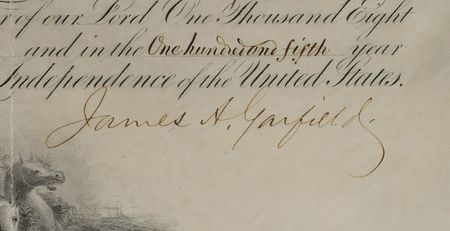 r of our Lord One Thousand Eight
and in the One hundred and fifth year
Independence of the United States.
James A. Garfield